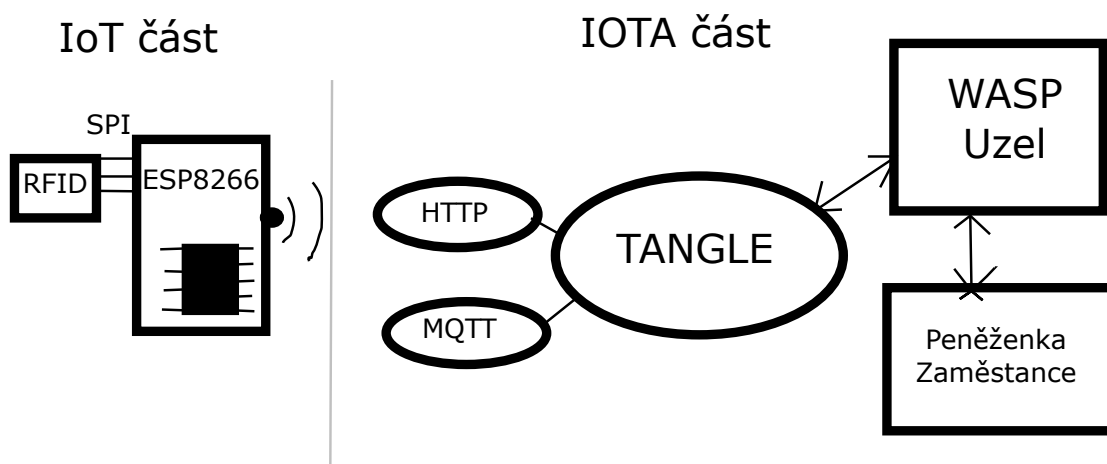 IoT část
IOTA část
SPI
RFID
ESP8266
HTTP
MQTT
TANGLE
WASP
Uzel
Peněženka
Zaměstance